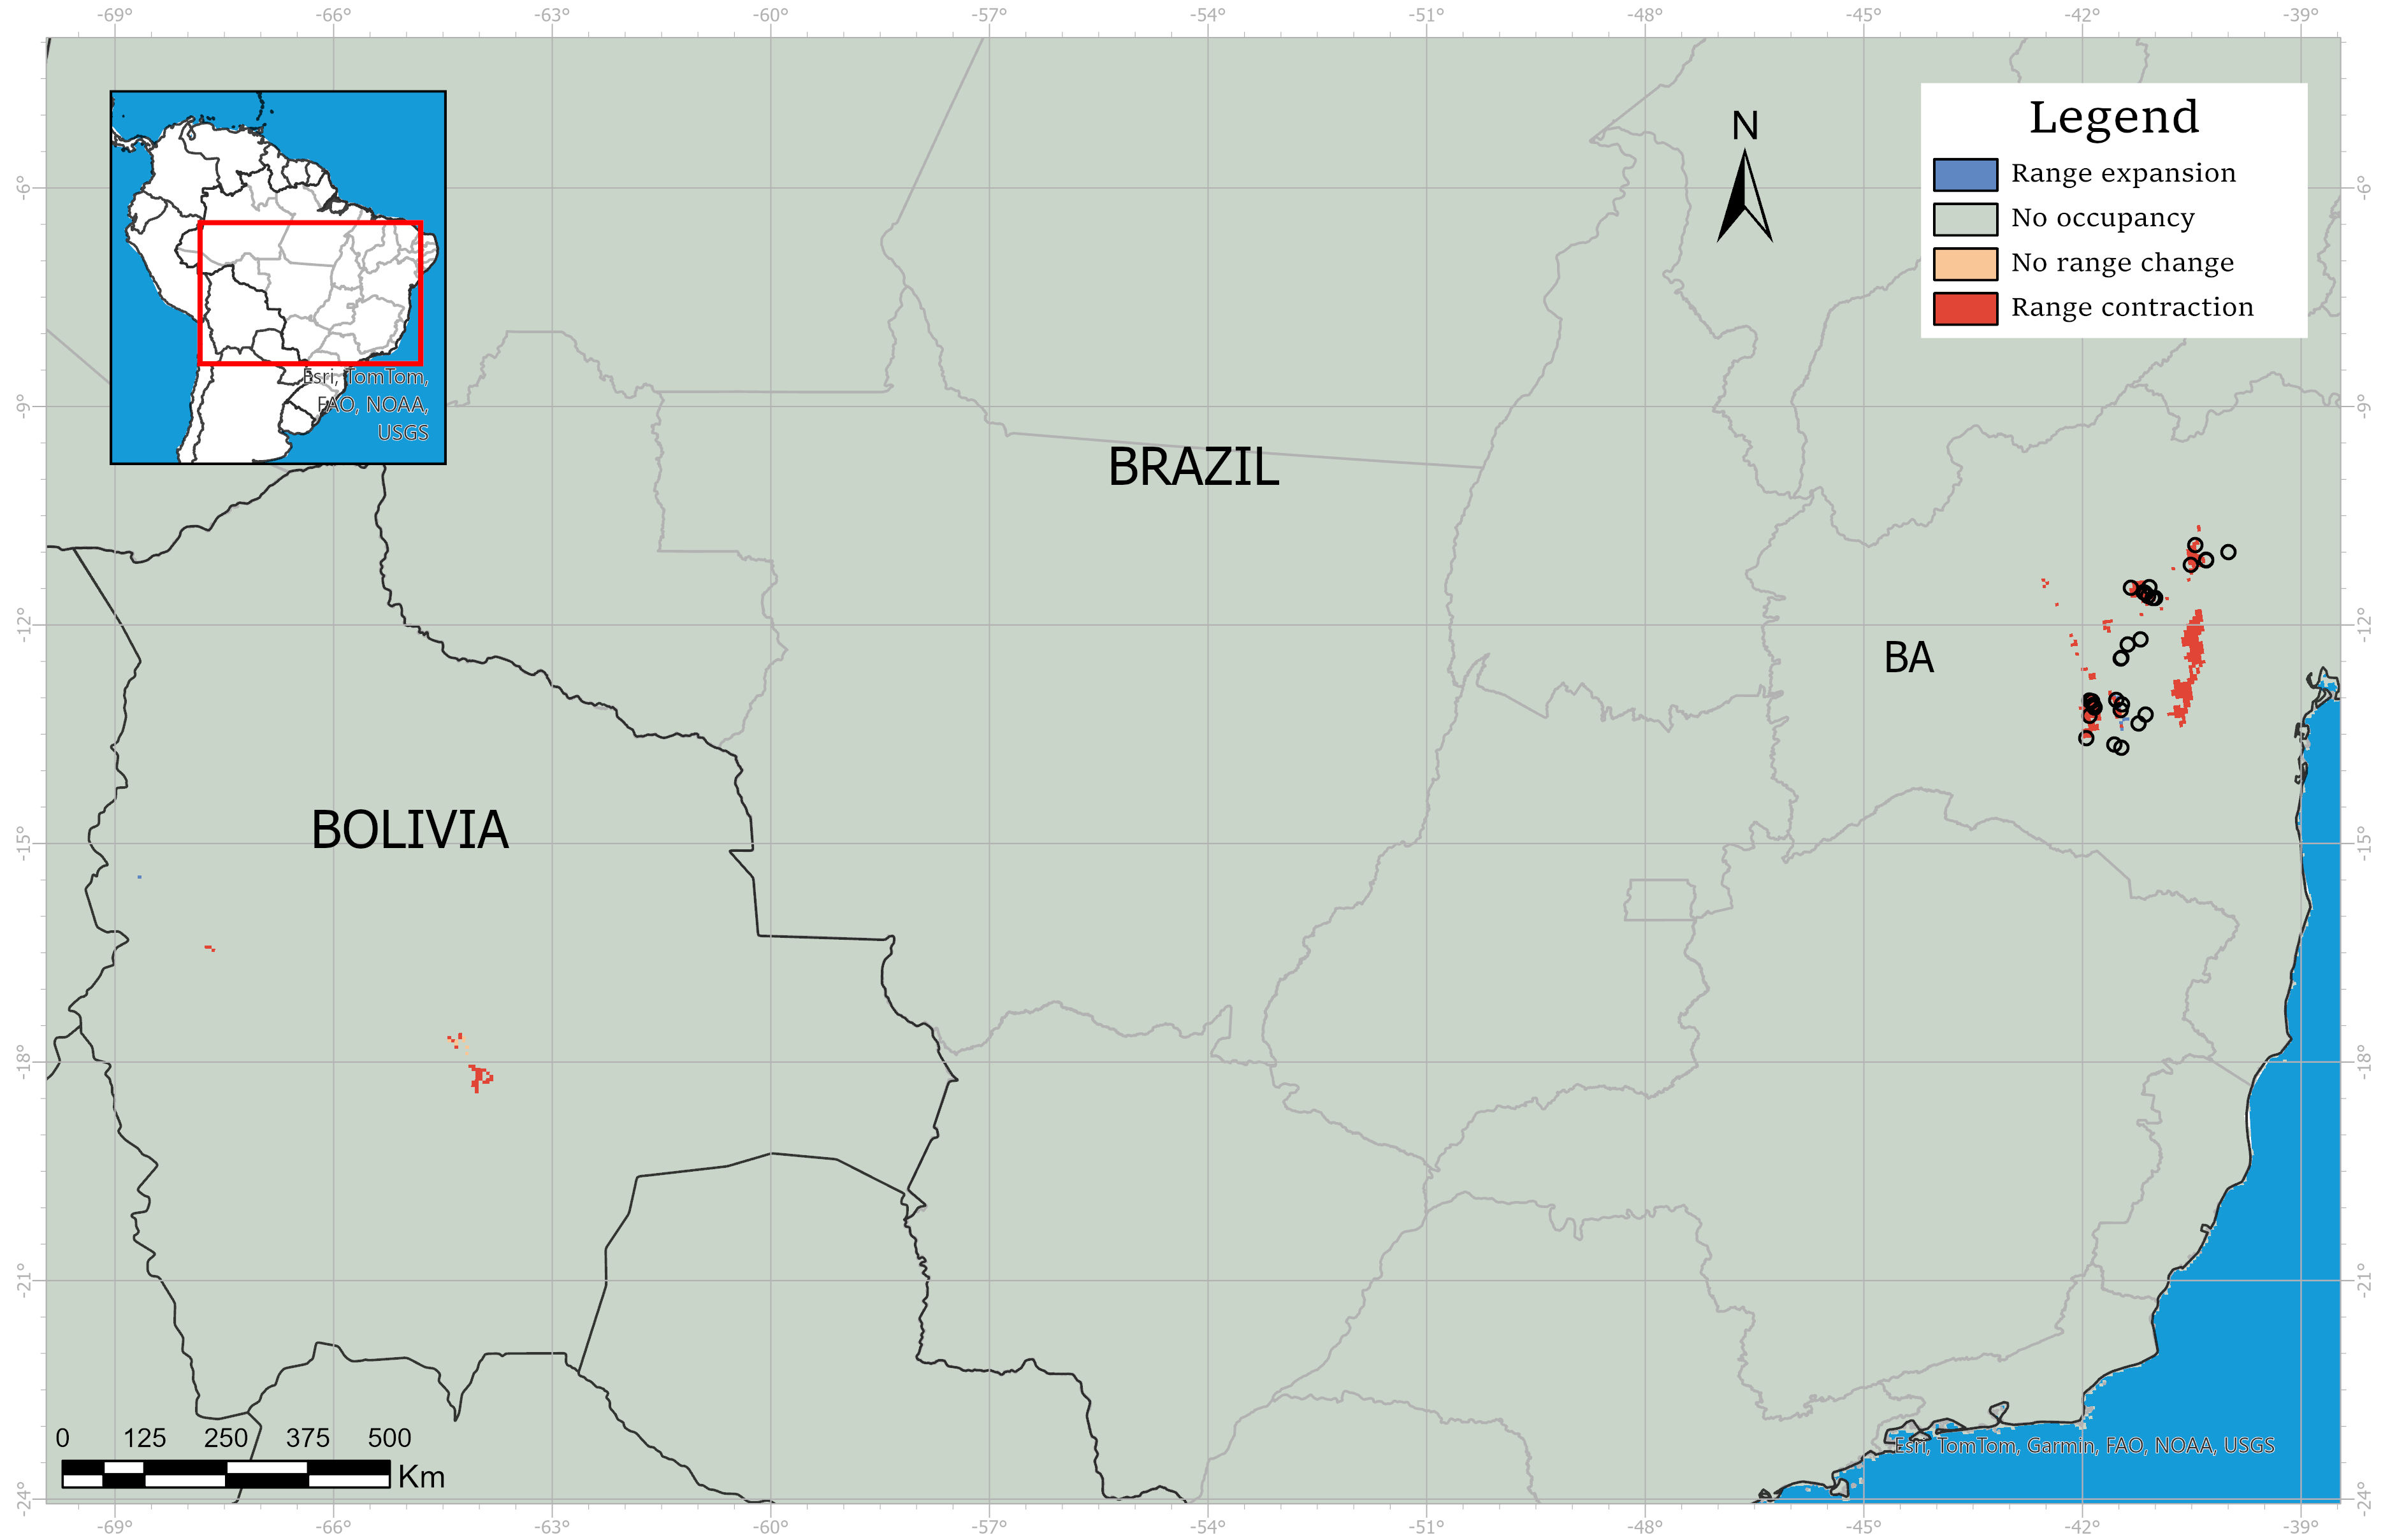 -69° -66° -63° -60° -57° -54° -51° -48° -45° -42° -39°
N
Legend
Range expansion
No occupancy
No range change
Range contraction
-6° -6°
Esri, TomTom,
FAO, NOAA,
USGS
-9° -9°
BRAZIL
-12° -12°
BA
BOLIVIA
-15° -15°
-18° -18°
-21° -21°
0 125 250 375 500
Km
Esri, TomTom, Garmin, FAO, NOAA, USGS
-24° -24°
-69° -66° -63° -60° -57° -54° -51° -48° -45° -42° -39°